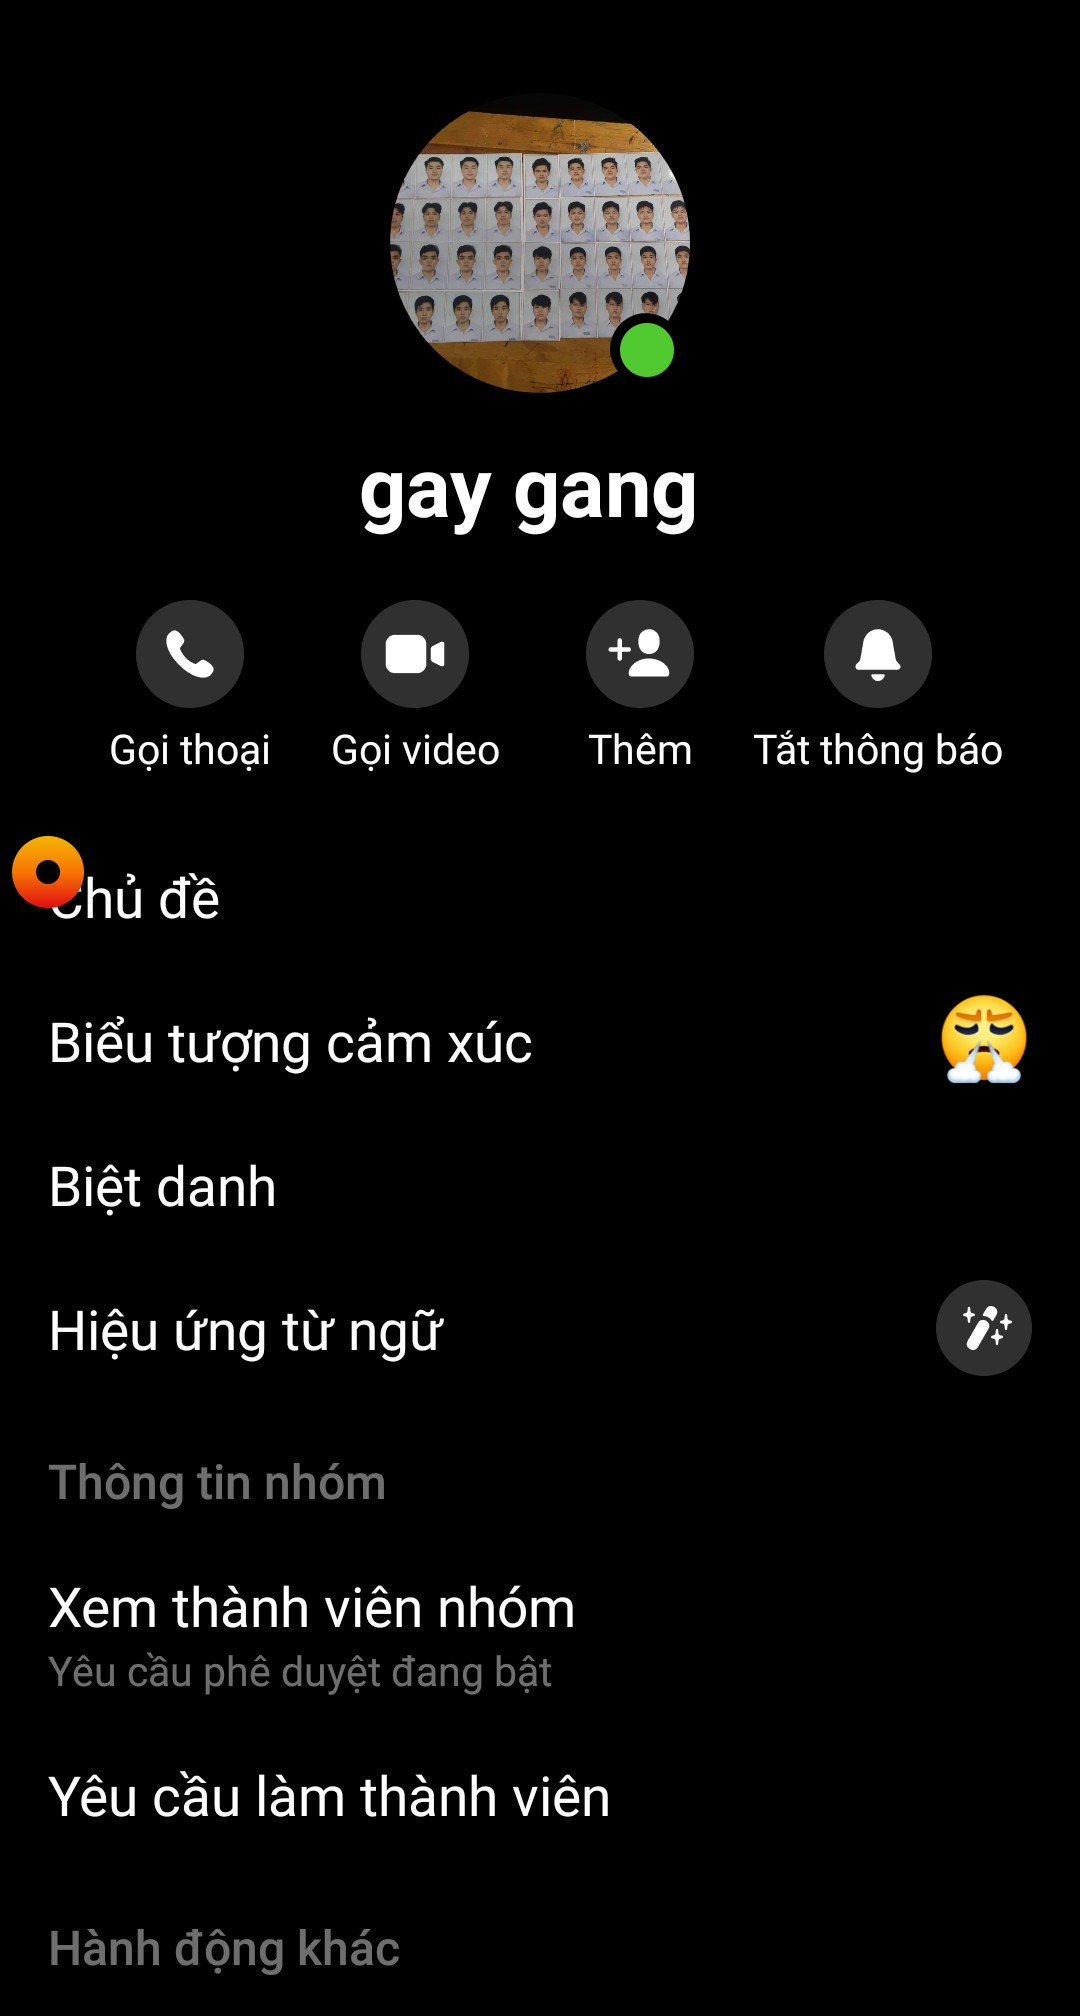 gay gang
Gọi thoại
Gọi video
Thêm
Tắt thông báo
Chủ đề
Biểu tượng cảm xúc
Biệt danh
Hiệu ứng từ ngữ
Thông tin nhóm
Xem thành viên nhóm
Yêu cầu phê duyệt đang bật
Yêu cầu làm thành viên
Hành động khác